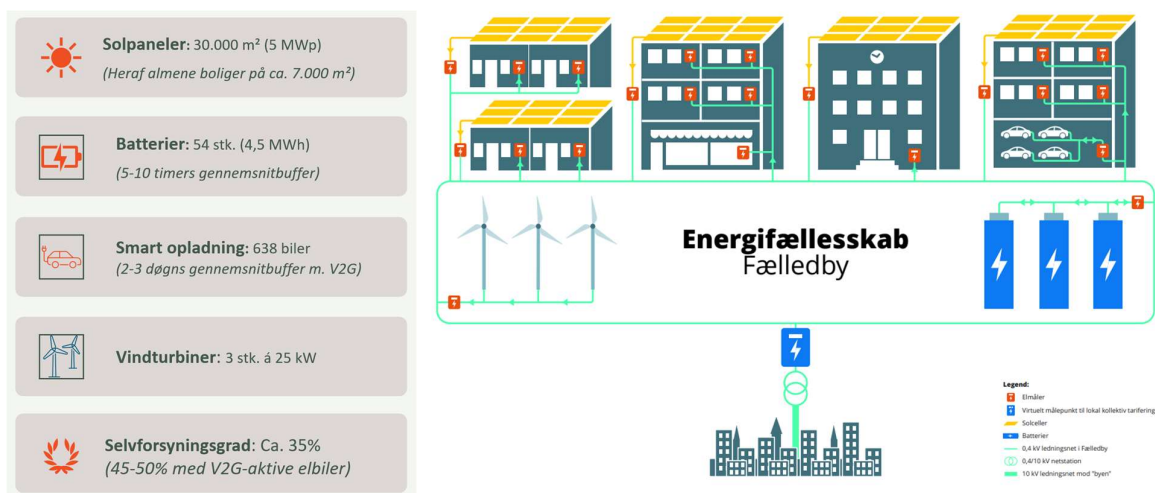 Solpaneler: 30.000 m² (5 MWp)
(Heraf almene boliger på ca. 7.000 m²)
Batterier: 54 stk. (4,5 MWh)
(5-10 timers gennemsnitbuffer)
Smart opladning: 638 biler
(2-3 døgns gennemsnitbuffer m. V2G)
Vindturbiner: 3 stk. á 25 kW
Selvforsyningsgrad: Ca. 35%
(45-50% med V2G-aktive elbiler)
Energifællesskab
Fælledby
Legend:
Elmåler
Virtuelt målepunkt til lokal kollektiv tarifering
Solceller
Batterier
0,4 kV ledningsnet i Fælledby
0,4/10 kV netstation
10 kV ledningsnet mod "byen"